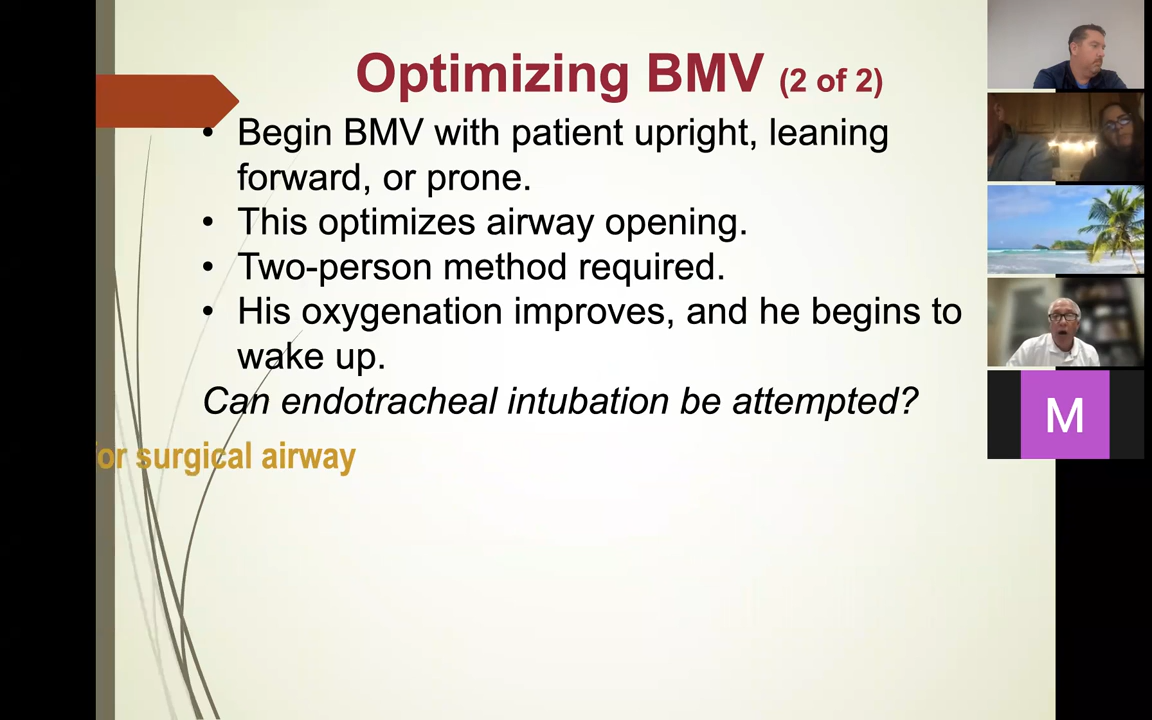 Optimizing BMV (2 of 2)
• Begin BMV with patient upright, leaning
forward, or prone.
• This optimizes airway opening.
• Two-person method required.
• His oxygenation improves, and he begins to
wake up.
Can endotracheal intubation be attempted?
for surgical airway
M